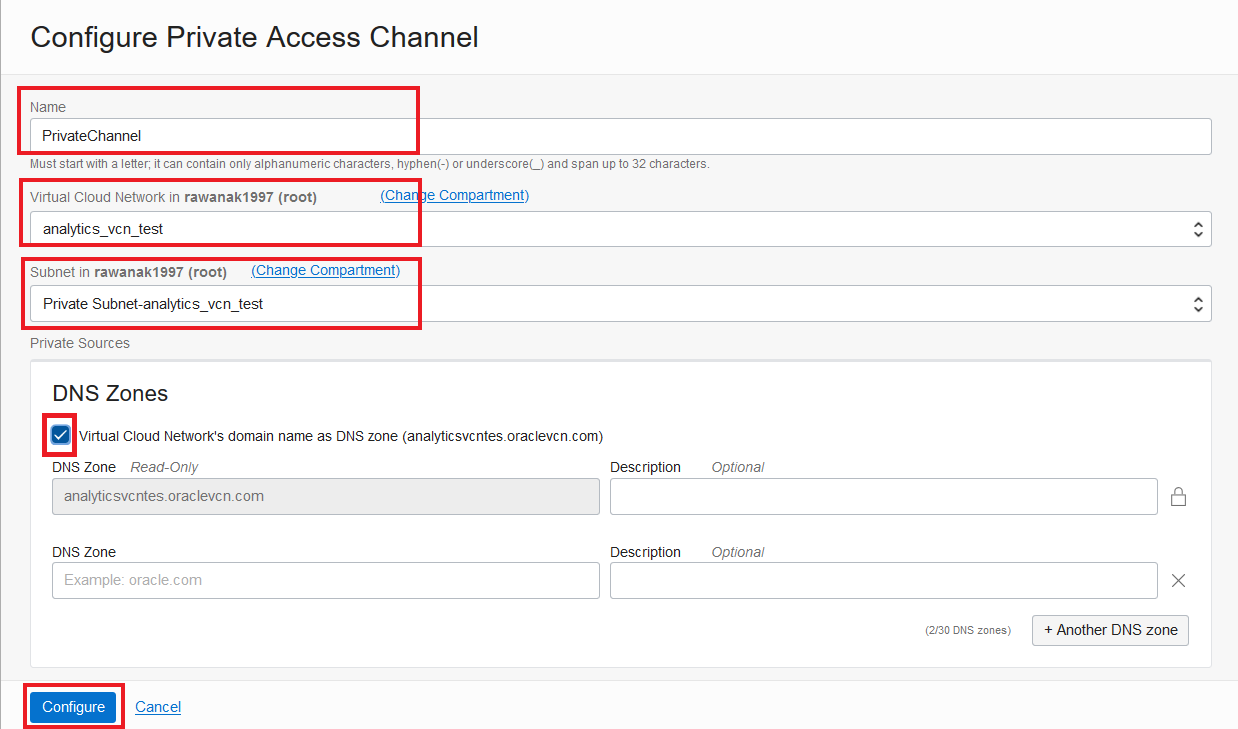 Configure Private Access Channel
Name
PrivateChannel
Must start with a letter; it can contain only alphanumeric characters, hyphen(-) or underscore(_) and span up to 32 characters.
Virtual Cloud Network in rawanak1997 (root) (Change Compartment)
analytics_vcn_test
Subnet in rawanak1997 (root) (Change Compartment)
Private Subnet-analytics_vcn_test
Private Sources
DNS Zones
Virtual Cloud Network's domain name as DNS zone (analyticsvcntes.oraclevcn.com)
DNS Zone Read-Only Description Optional
analyticsvcntes.oraclevcn.com
DNS Zone Description Optional
Example: oracle.com
(2/30 DNS zones) + Another DNS zone
Configure Cancel